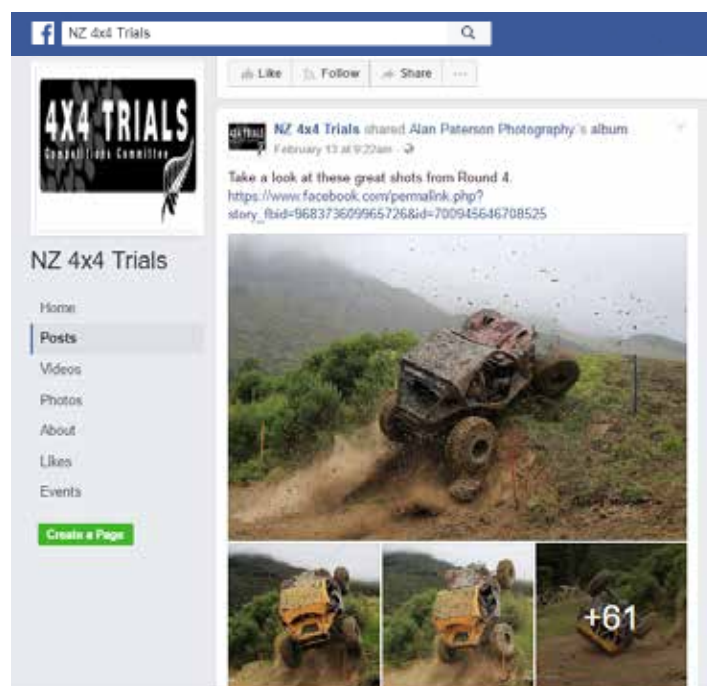 f
NZ 4x4 Trials
4X4 TRIALS
Competitions Committee
NZ 4x4 Trials
Home
Posts
Videos
Photos
About
Likes
Events
Create a Page
Like Follow Share ...
4X4 TRIALS
NZ 4x4 Trials shared Alan Paterson Photography's album
February 13 at 9:22am ·
Take a look at these great shots from Round 4.
https://www.facebook.com/permalink.php?
story_fbid=968373609965726&id=700945646708525
+61